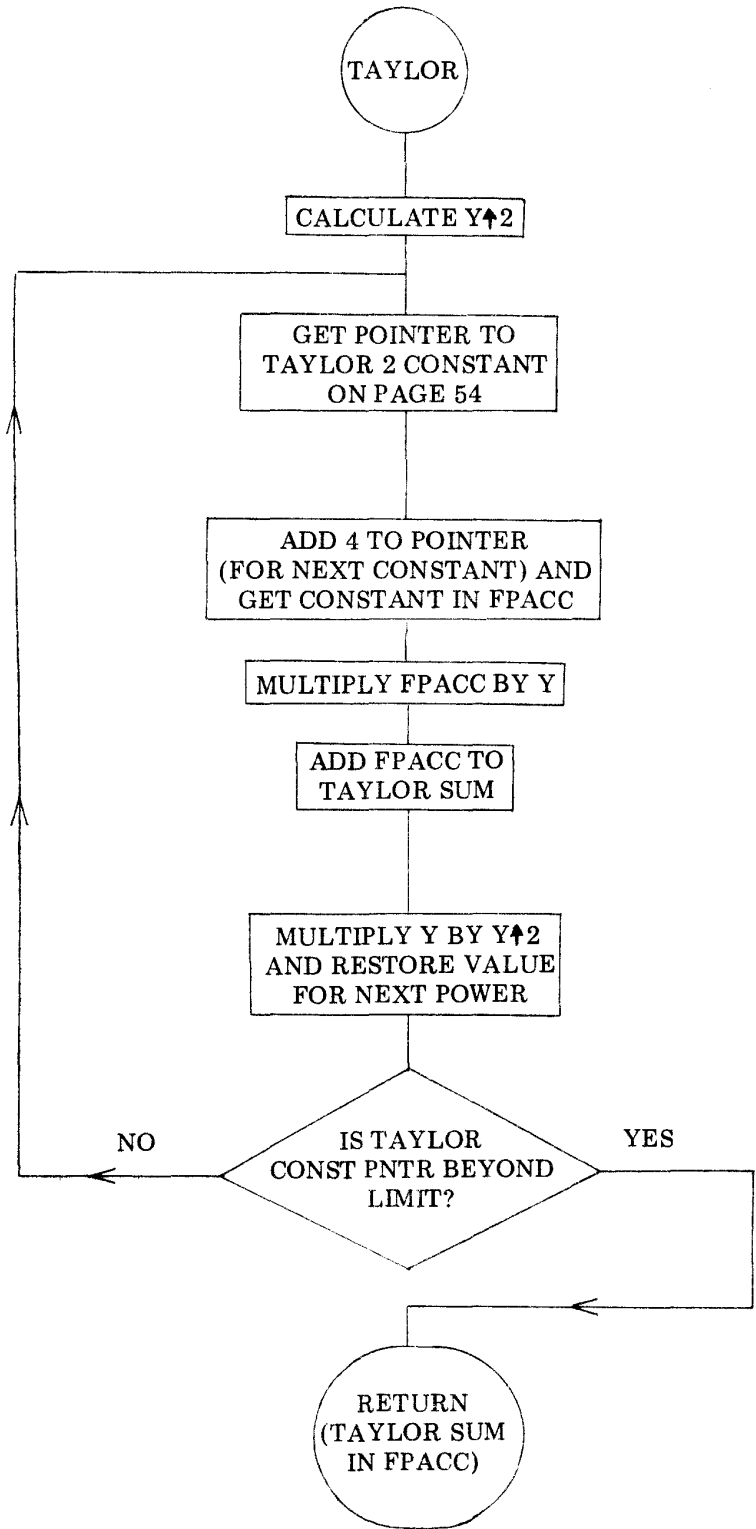 TAYLOR
CALCULATE Y↑2
GET POINTER TO
TAYLOR 2 CONSTANT
ON PAGE 54
ADD 4 TO POINTER
(FOR NEXT CONSTANT) AND
GET CONSTANT IN FPACC
MULTIPLY FPACC BY Y
ADD FPACC TO
TAYLOR SUM
MULTIPLY Y BY Y↑2
AND RESTORE VALUE
FOR NEXT POWER
NO
IS TAYLOR
CONST PNTR BEYOND
LIMIT?
YES
RETURN
(TAYLOR SUM
IN FPACC)